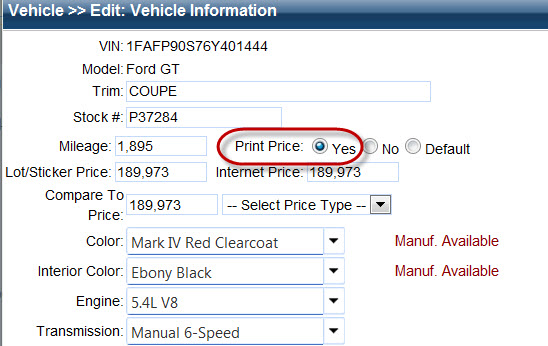 Vehicle >> Edit: Vehicle Information
VIN: 1FAFP90S76Y401444
Model: Ford GT
Trim: COUPE
Stock #: P37284
Mileage: 1,895 Print Price: Yes No Default
Lot/Sticker Price: 189,973 Internet Price: 189,973
Compare To
Price: 189,973 -- Select Price Type --
Color: Mark IV Red Clearcoat Manuf. Available
Interior Color: Ebony Black Manuf. Available
Engine: 5.4L V8
Transmission: Manual 6-Speed